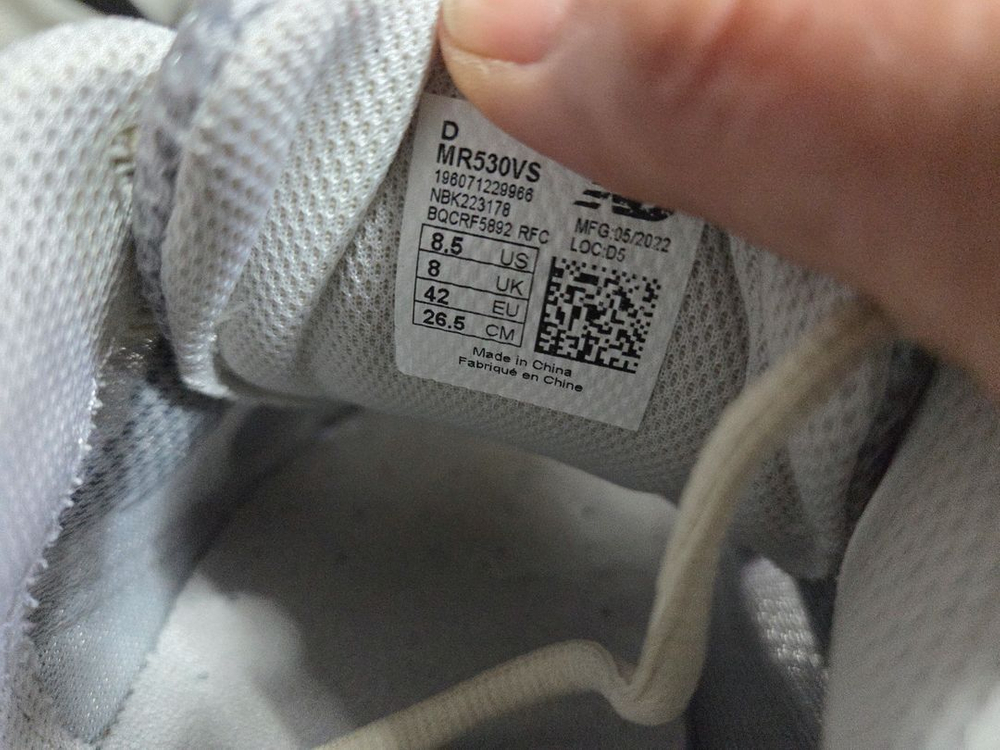 D
MR530VS
196071229966
NBK223178
BQCRF5892 RFC
MFG:05/2022
LOC:D5
8.5 US
8 UK
42 EU
26.5 CM
Made in China
Fabriqué en Chine